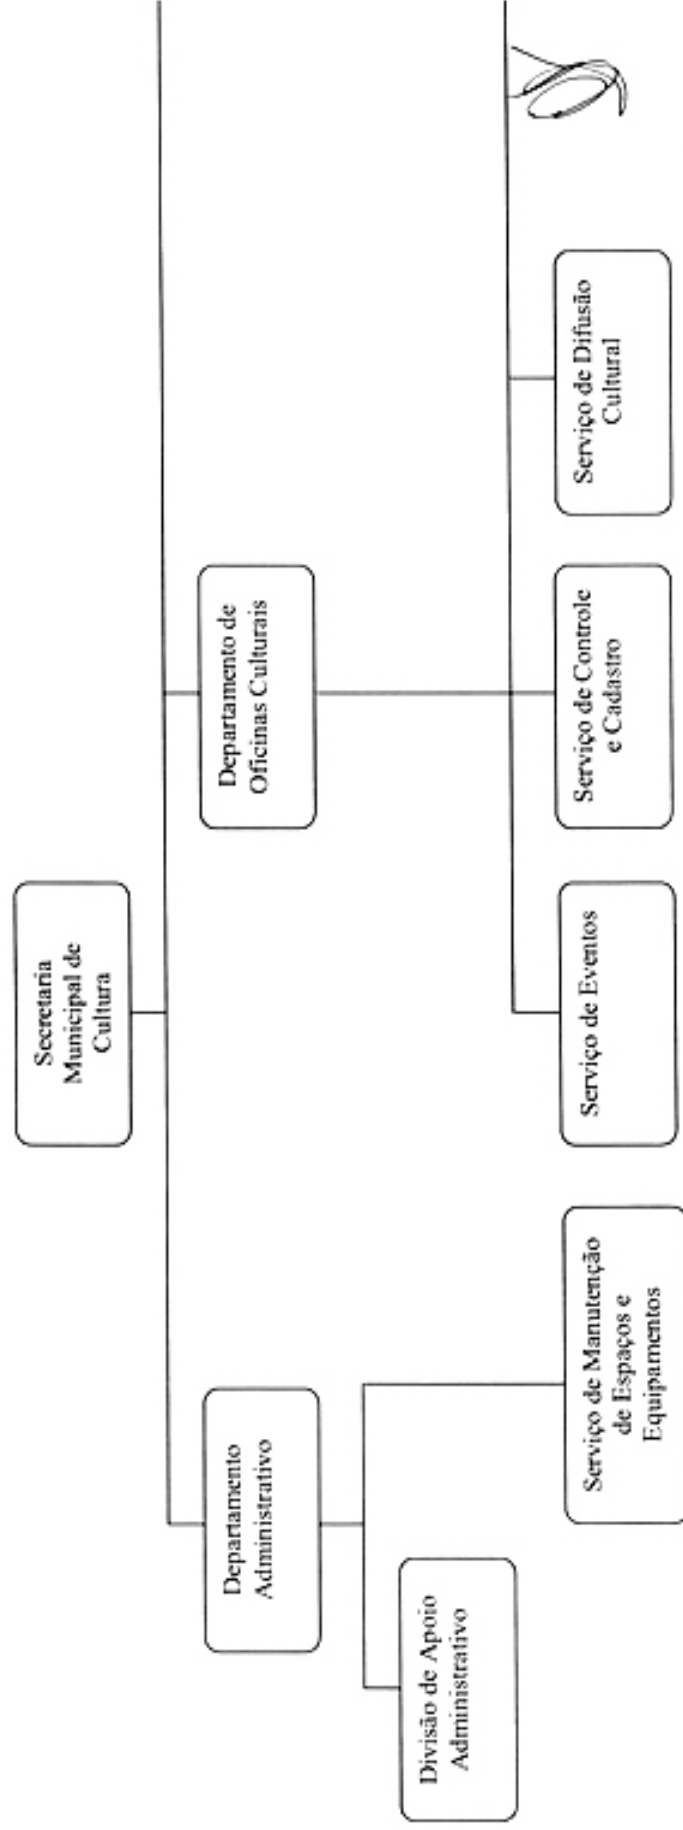 Secretaria
Municipal de
Cultura
Departamento
Administrativo
Departamento de
Oficinas Culturais
Divisão de Apoio
Administrativo
Serviço de Manutenção
de Espaços e
Equipamentos
Serviço de Eventos
Serviço de Controle
e Cadastro
Serviço de Difusão
Cultural